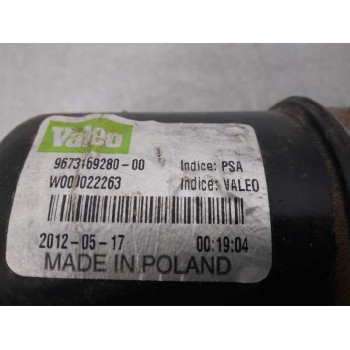 Valeo
9673169280-00 Indice: PSA
W000022263 Indice: VALEO
2012-05-17 00:19:04
MADE IN POLAND